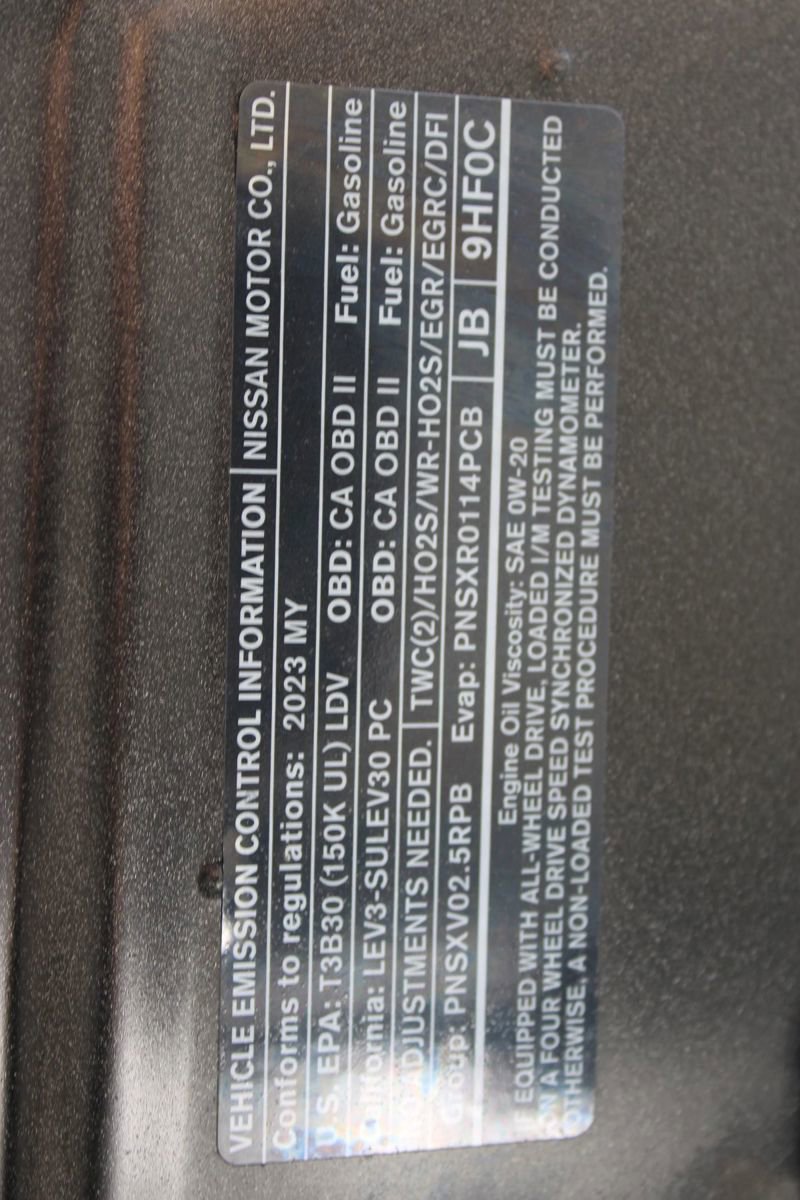 VEHICLE EMISSION CONTROL INFORMATION NISSAN MOTOR CO., LTD.
Conforms to regulations: 2023 MY
U.S. EPA: T3B30 (150K UL) LDV OBD: CA OBD II Fuel: Gasoline
California: LEV3-SULEV30 PC OBD: CA OBD II Fuel: Gasoline
NO ADJUSTMENTS NEEDED. TWC(2)/HO2S/WR-HO2S/EGR/EGRC/DFI
Group: PNSXV02.5RPB Evap: PNSXR0114PCB JB 9HF0C
Engine Oil Viscosity: SAE 0W-20
IF EQUIPPED WITH ALL-WHEEL DRIVE, LOADED I/M TESTING MUST BE CONDUCTED
ON A FOUR WHEEL DRIVE SPEED SYNCHRONIZED DYNAMOMETER.
OTHERWISE, A NON-LOADED TEST PROCEDURE MUST BE PERFORMED.